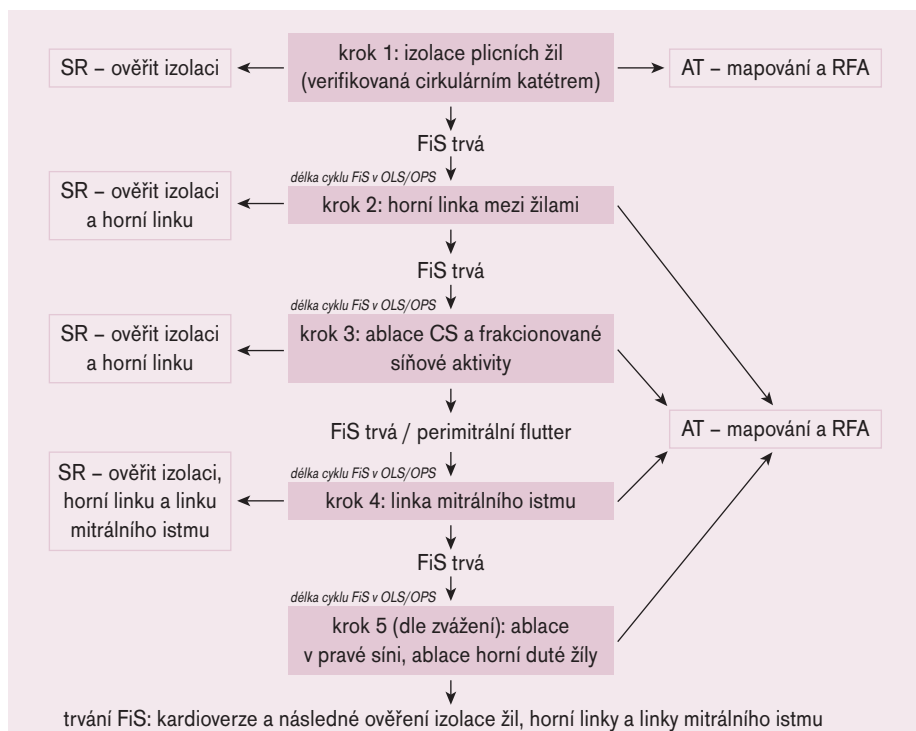 SR – ověřit izolaci
krok 1: izolace plicních žil
(verifikovaná cirkulárním katétrem)
AT – mapování a RFA
FiS trvá
délka cyklu FiS v OLS/OPS
SR – ověřit izolaci
a horní linku
krok 2: horní linka mezi žilami
FiS trvá
délka cyklu FiS v OLS/OPS
SR – ověřit izolaci
a horní linku
krok 3: ablace CS a frakcionované
síňové aktivity
FiS trvá / perimitrální flutter
AT – mapování a RFA
délka cyklu FiS v OLS/OPS
SR – ověřit izolaci,
horní linku a linku
mitrálního istmu
krok 4: linka mitrálního istmu
FiS trvá
délka cyklu FiS v OLS/OPS
krok 5 (dle zvážení): ablace
v pravé síni, ablace horní duté žíly
trvání FiS: kardioverze a následné ověření izolace žil, horní linky a linky mitrálního istmu